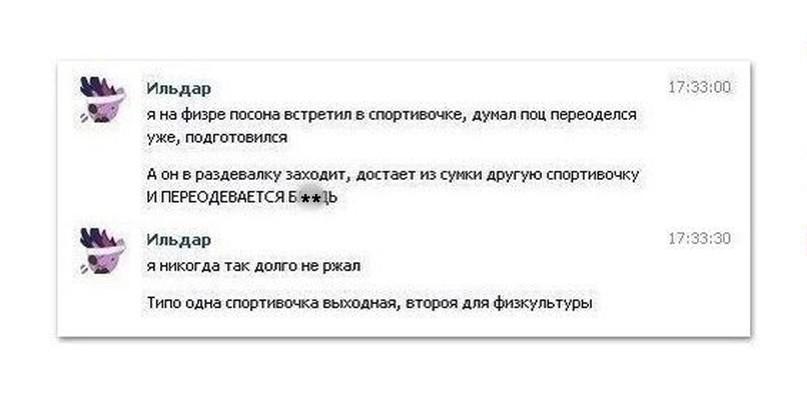 Ильдар 17:33:00
я на физре посона встретил в спортивочке, думал поц переоделся
уже, подготовился
А он в раздевалку заходит, достает из сумки другую спортивочку
И ПЕРЕОДЕВАЕТСЯ Б**ДЬ
Ильдар 17:33:30
я никогда так долго не ржал
Типо одна спортивочка выходная, второя для физкультуры